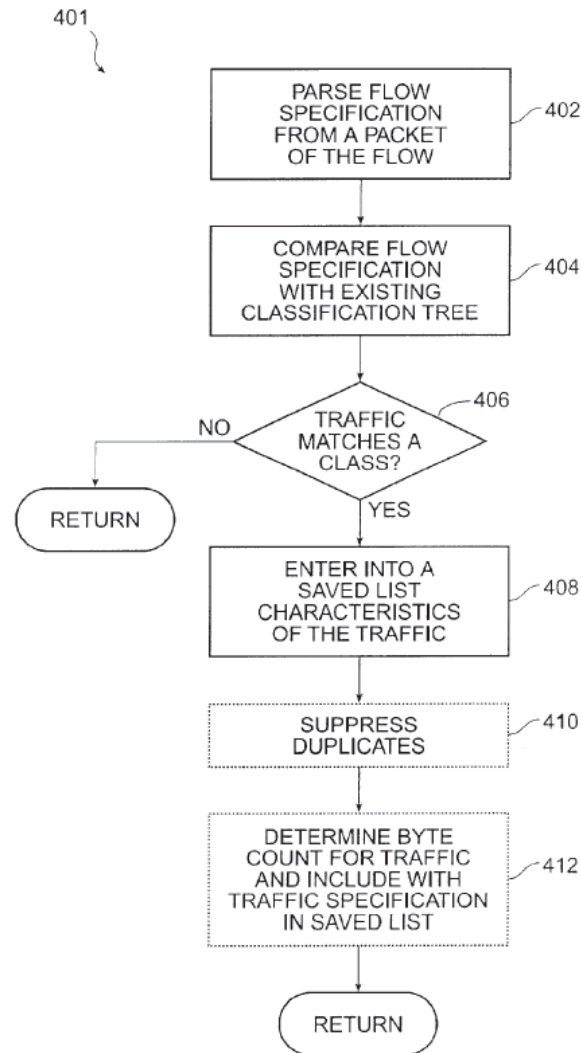 401
PARSE FLOW
SPECIFICATION
FROM A PACKET
OF THE FLOW
402
COMPARE FLOW
SPECIFICATION
WITH EXISTING
CLASSIFICATION TREE
404
TRAFFIC
MATCHES A
CLASS?
406
NO
RETURN
YES
ENTER INTO A
SAVED LIST
CHARACTERISTICS
OF THE TRAFFIC
408
SUPPRESS
DUPLICATES
410
DETERMINE BYTE
COUNT FOR TRAFFIC
AND INCLUDE WITH
TRAFFIC SPECIFICATION
IN SAVED LIST
412
RETURN